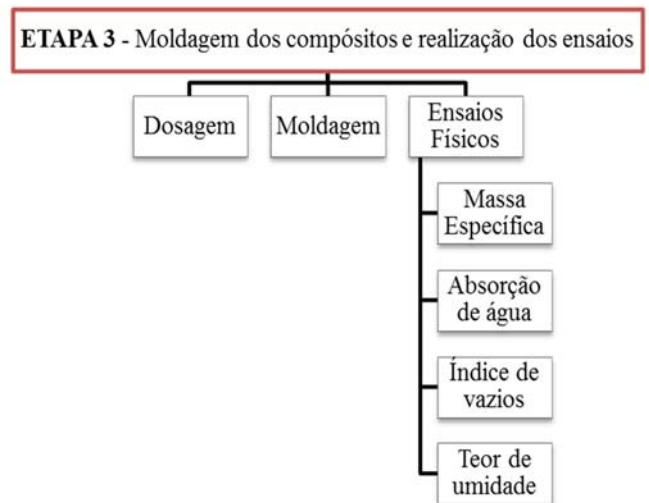 ETAPA 3 - Moldagem dos compósitos e realização dos ensaios
Dosagem
Moldagem
Ensaios
Físicos
Massa
Específica
Absorção
de água
Índice de
vazios
Teor de
umidade